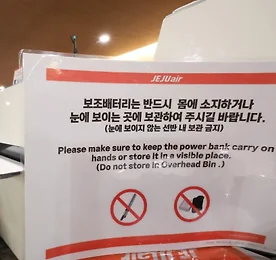 JEJUair
보조배터리는 반드시 몸에 소지하거나
눈에 보이는 곳에 보관하여 주시길 바랍니다.
(눈에 보이지 않는 선반 내 보관 금지)
Please make sure to keep the power bank carry on
hands or store it in a visible place.
(Do not store in Overhead Bin .)